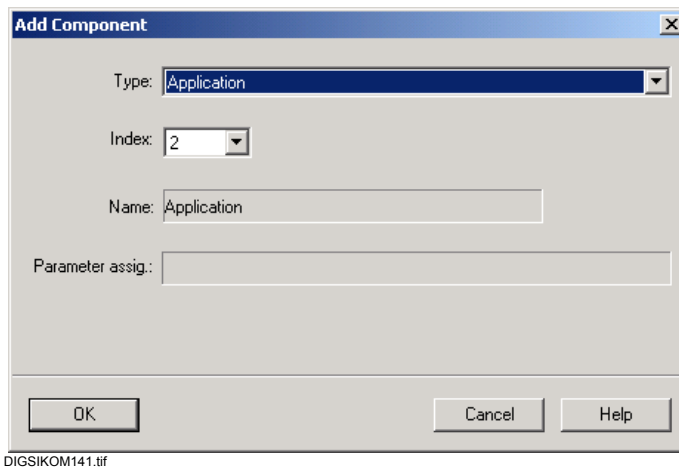 Add Component
Type: Application
Index: 2
Name: Application
Parameter assig.:
OK Cancel Help
DIGSIKOM141.tif